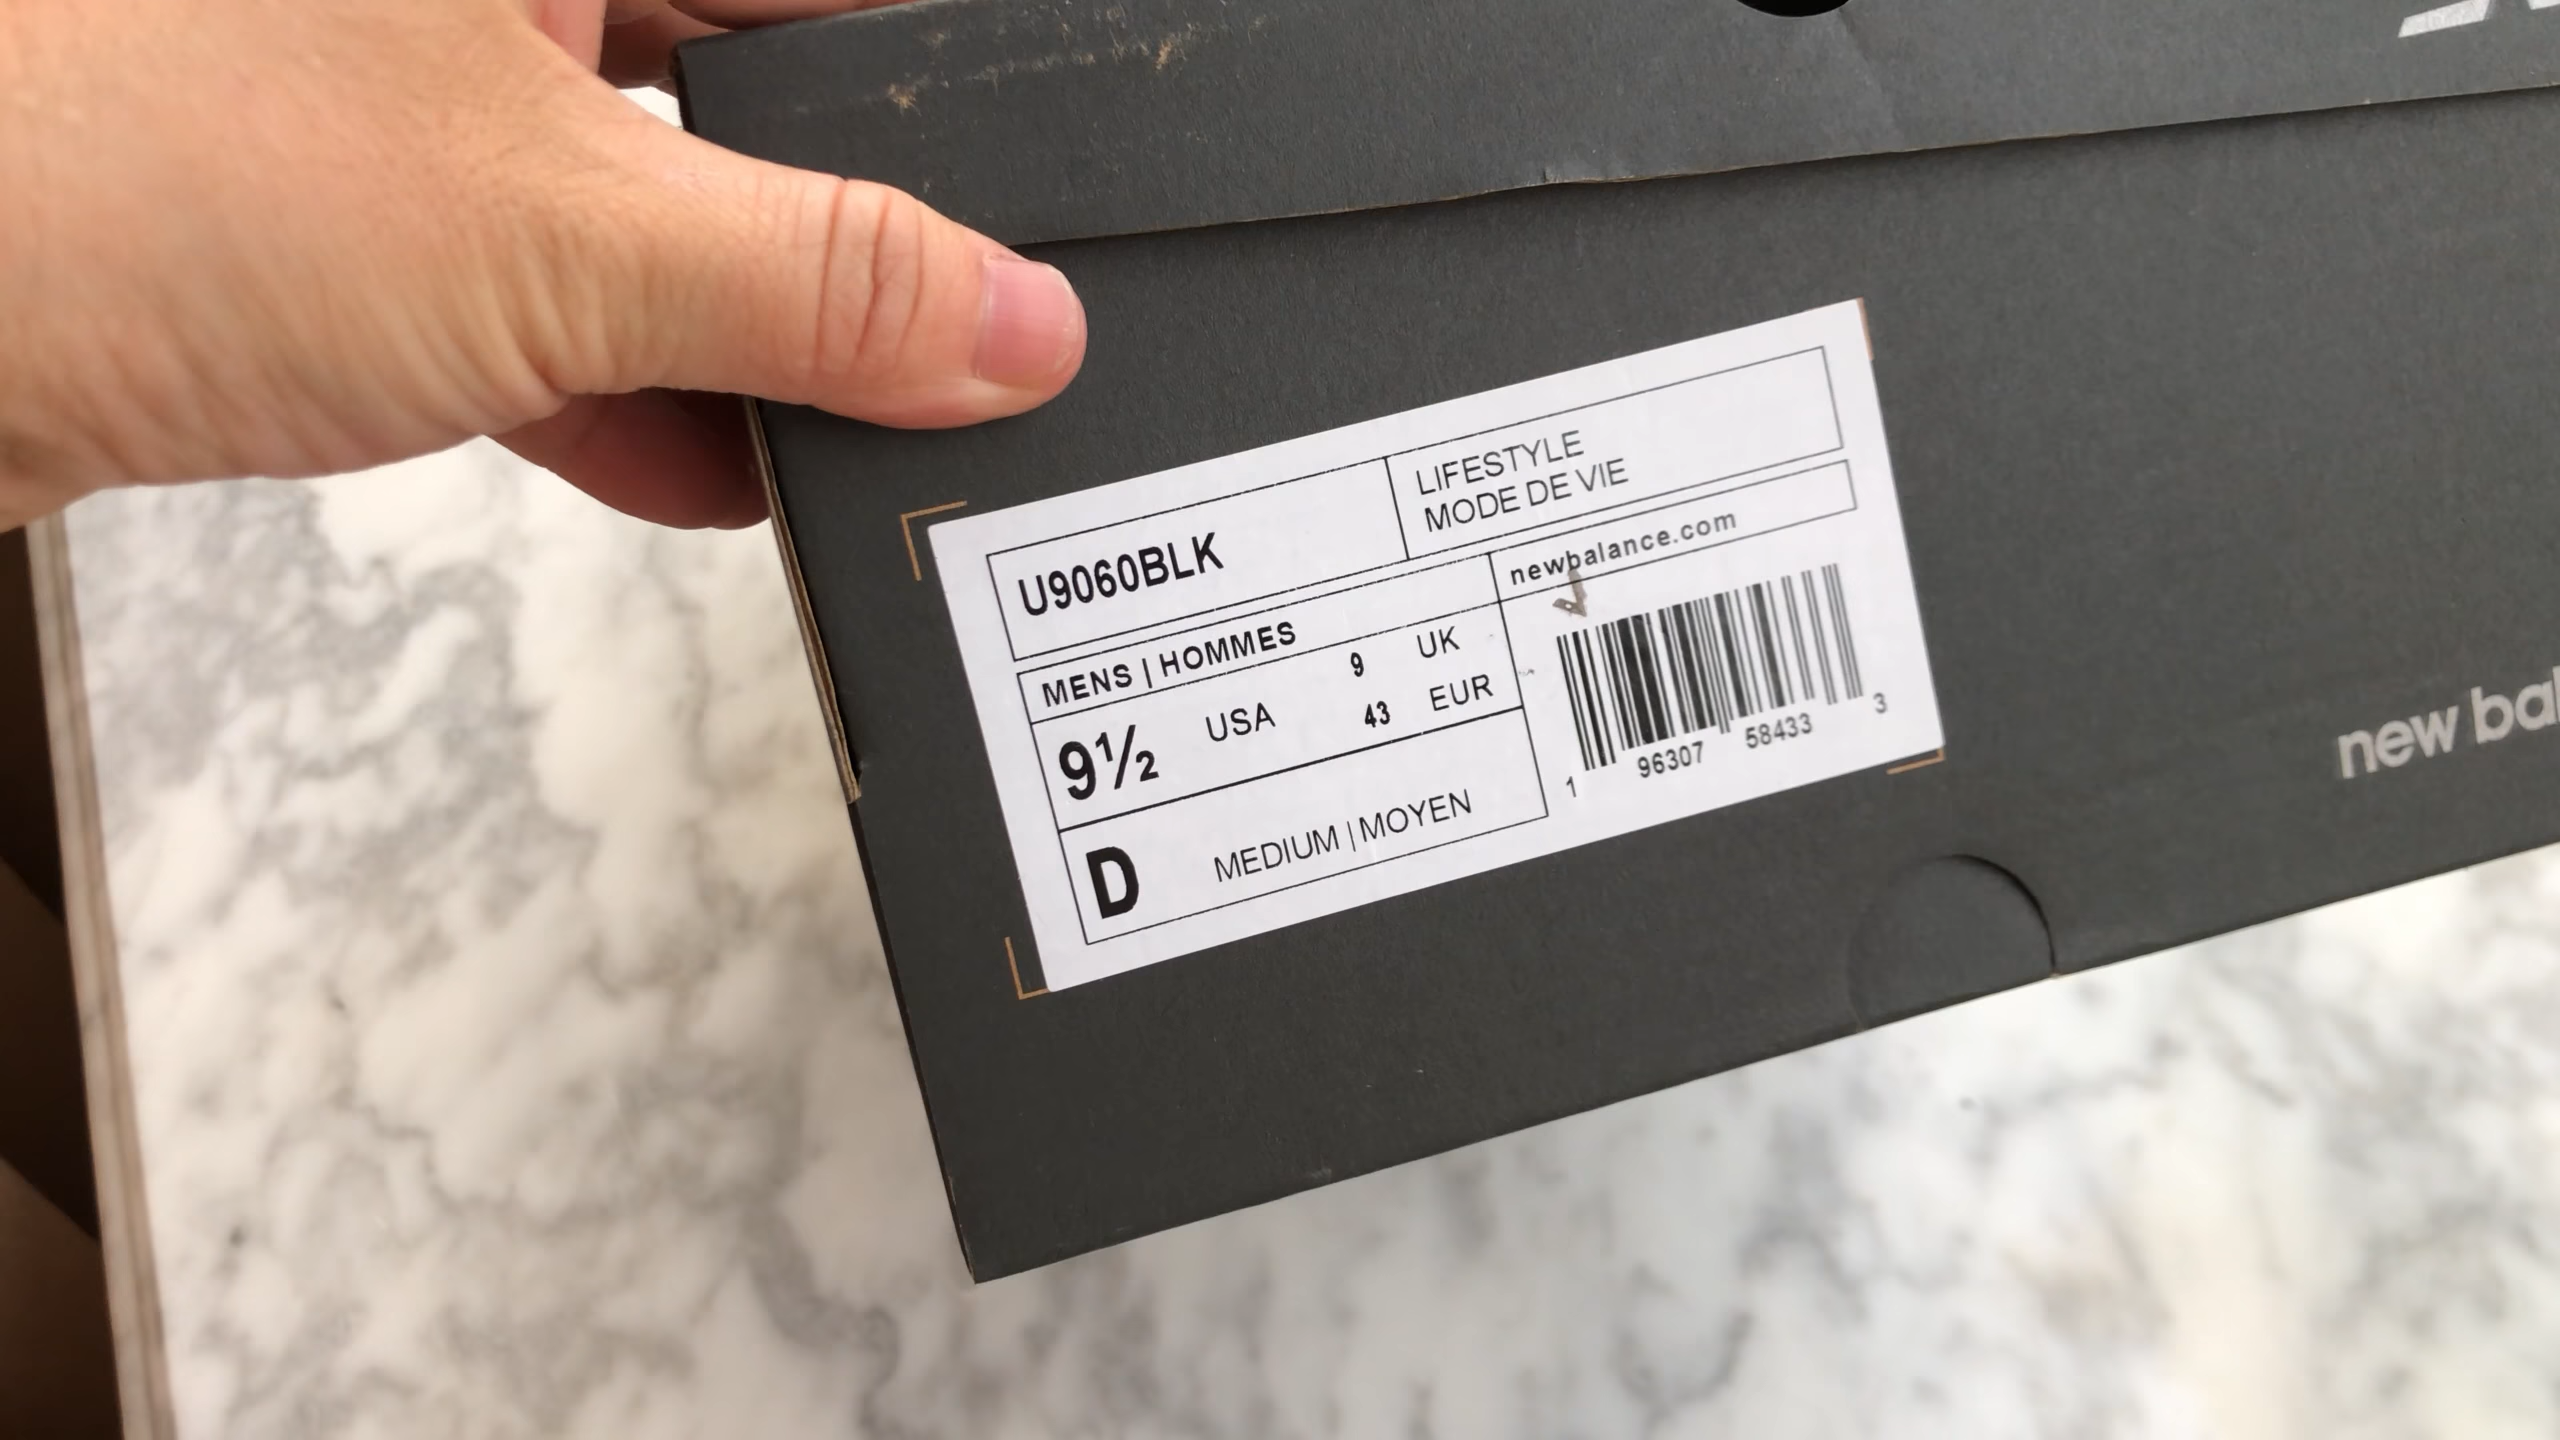 U9060BLK
LIFESTYLE
MODE DE VIE
newbalance.com
MENS | HOMMES
9½ USA 9 UK
43 EUR
D MEDIUM | MOYEN
1 96307 58433 3
new bal